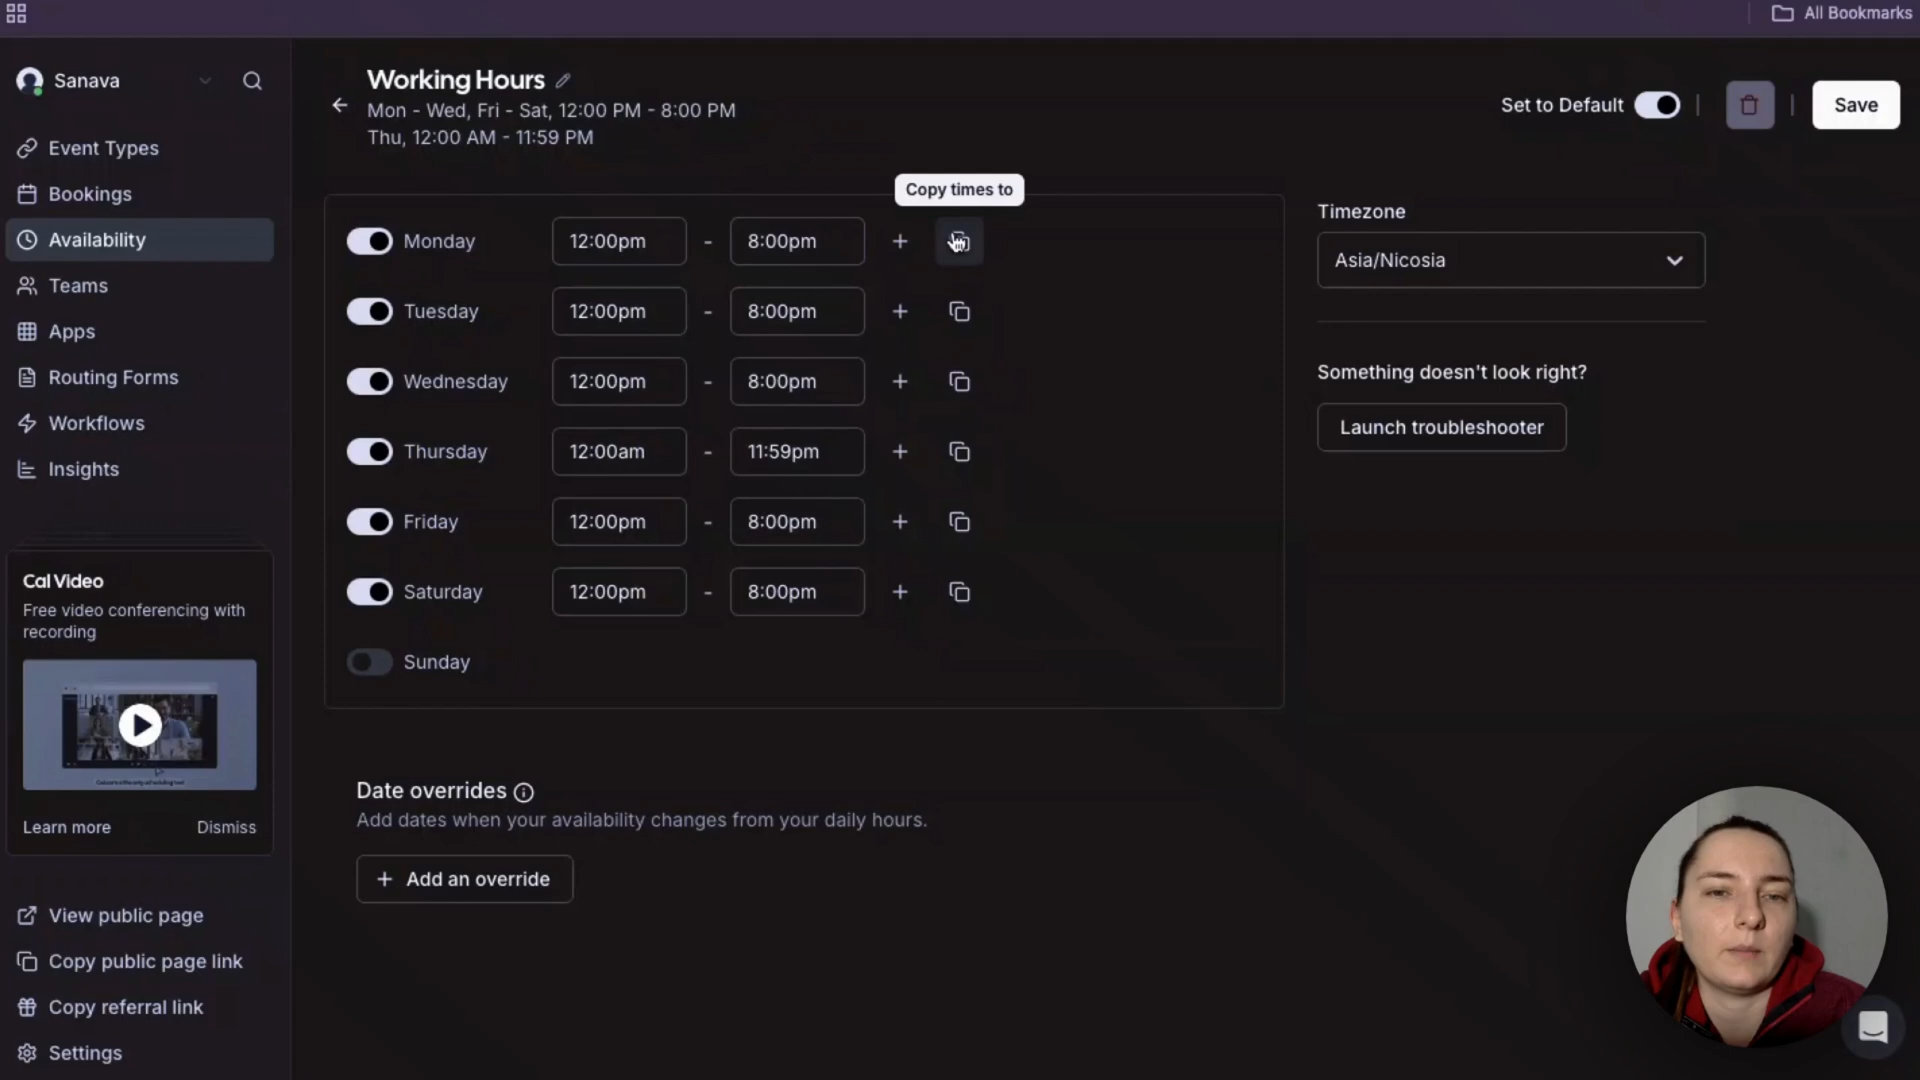 All Bookmarks
Sanava
Event Types
Bookings
Availability
Teams
Apps
Routing Forms
Workflows
Insights
Cal Video
Free video conferencing with
recording
Learn more
Dismiss
View public page
Copy public page link
Copy referral link
Settings
Working Hours
Mon - Wed, Fri - Sat, 12:00 PM - 8:00 PM
Thu, 12:00 AM - 11:59 PM
Set to Default
Save
Copy times to
Monday 12:00pm - 8:00pm
Tuesday 12:00pm - 8:00pm
Wednesday 12:00pm - 8:00pm
Thursday 12:00am - 11:59pm
Friday 12:00pm - 8:00pm
Saturday 12:00pm - 8:00pm
Sunday
Timezone
Asia/Nicosia
Something doesn't look right?
Launch troubleshooter
Date overrides
Add dates when your availability changes from your daily hours.
+ Add an override